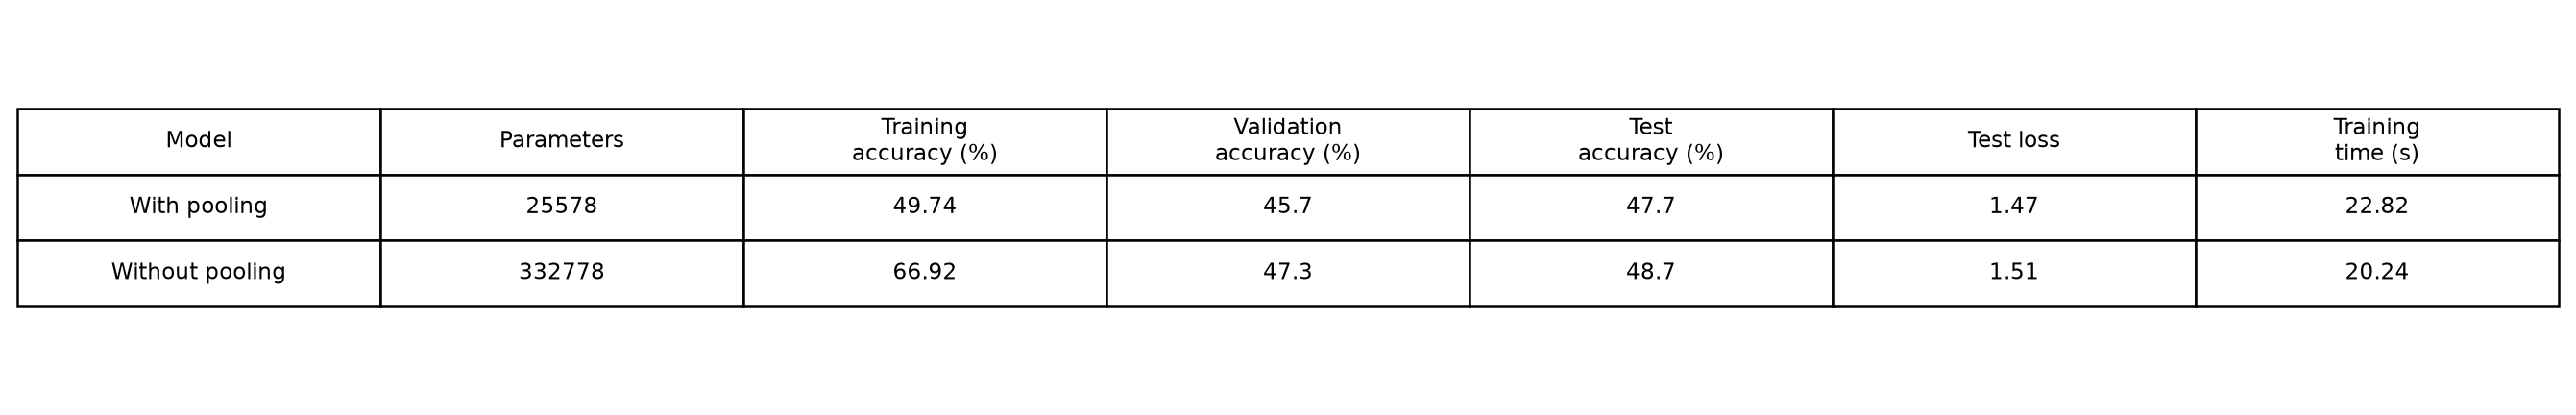 Model
Parameters
Training
accuracy (%)
Validation
accuracy (%)
Test
accuracy (%)
Test loss
Training
time (s)
With pooling
25578
49.74
45.7
47.7
1.47
22.82
Without pooling
332778
66.92
47.3
48.7
1.51
20.24